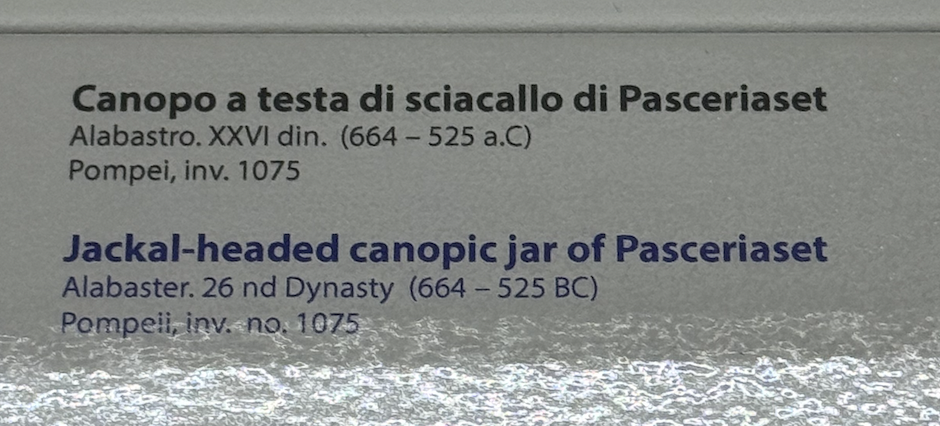 Canopo a testa di sciacallo di Pasceriaset
Alabastro. XXVI din. (664 – 525 a.C)
Pompei, inv. 1075
Jackal-headed canopic jar of Pasceriaset
Alabaster. 26 nd Dynasty (664 – 525 BC)
Pompeii, inv. no. 1075